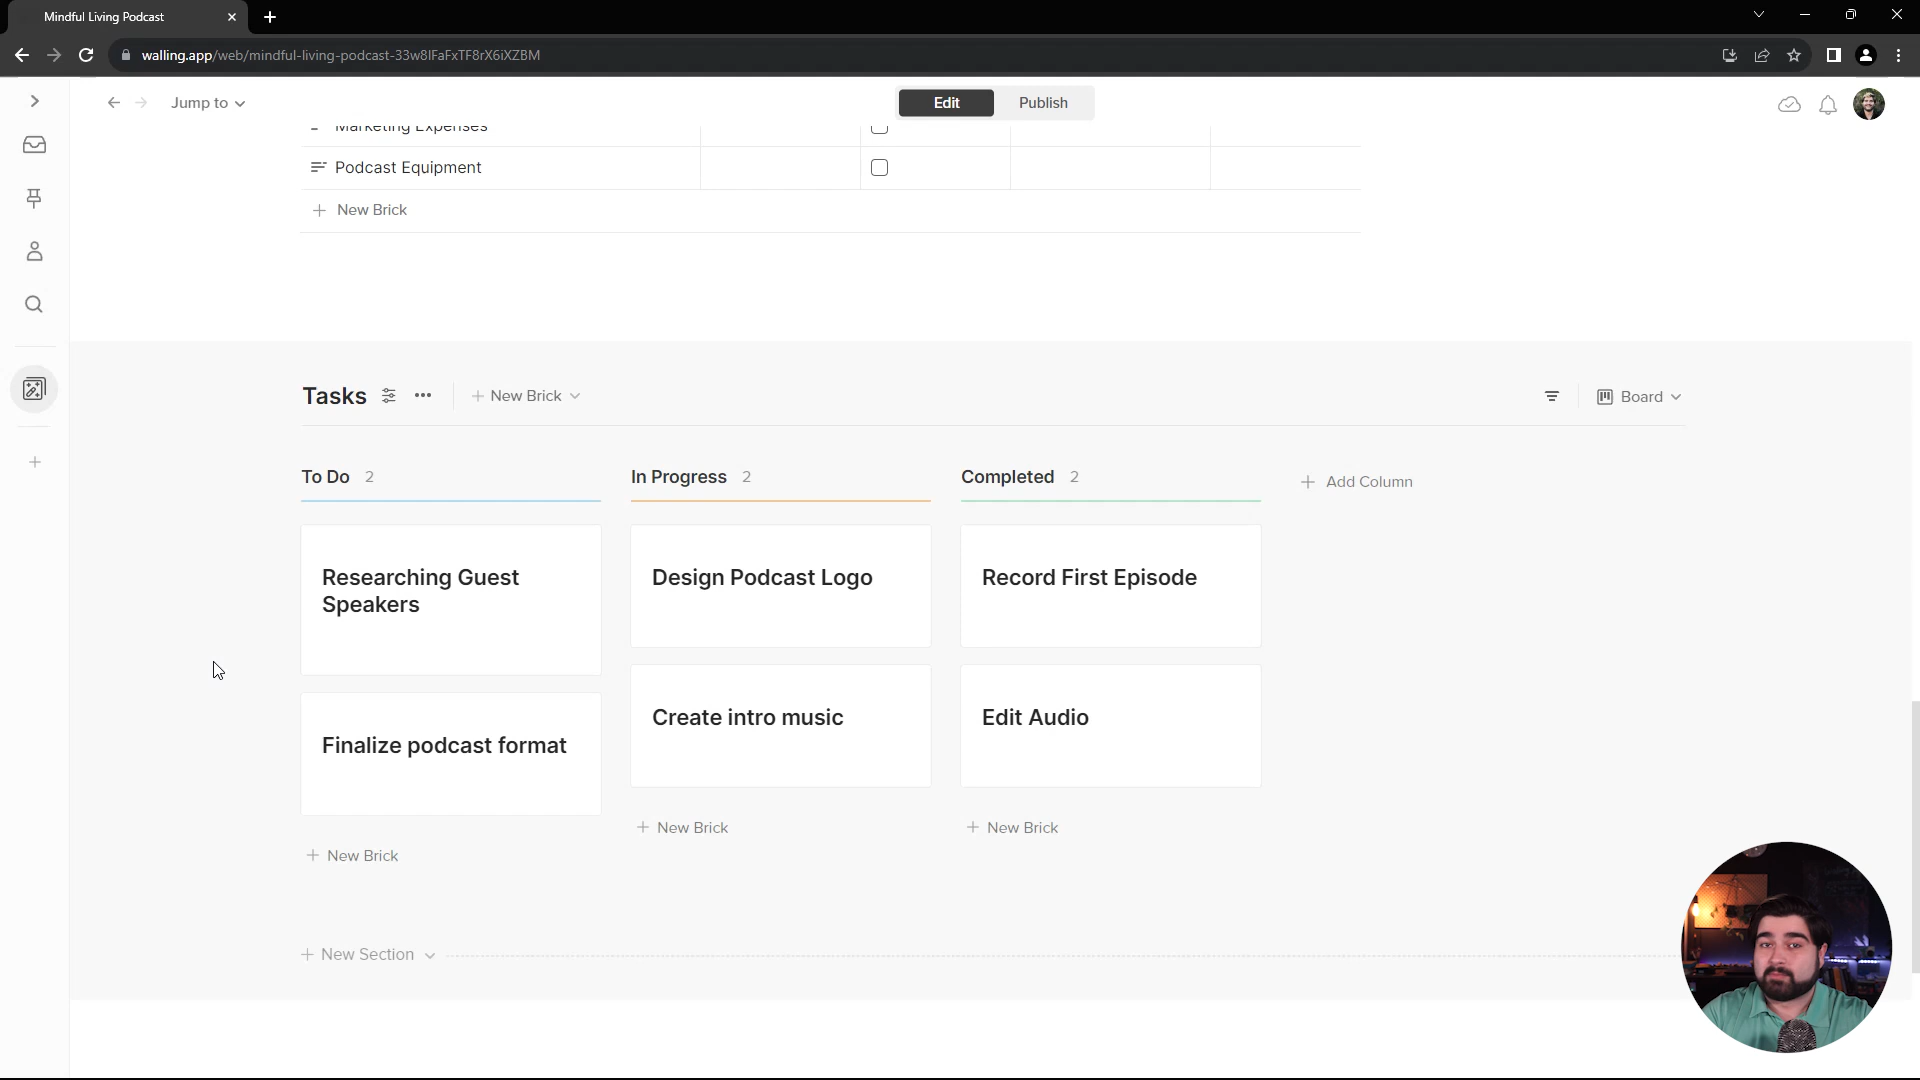 Mindful Living Podcast
walling.app/web/mindful-living-podcast-33w8lFaFxTF8rX6iXZBM
Jump to
Edit
Publish
Marketing Expenses
Podcast Equipment
New Brick
Tasks
New Brick
Board
To Do 2
In Progress 2
Completed 2
Add Column
Researching Guest
Speakers
Design Podcast Logo
Record First Episode
Finalize podcast format
Create intro music
Edit Audio
New Brick
New Brick
New Brick
New Section